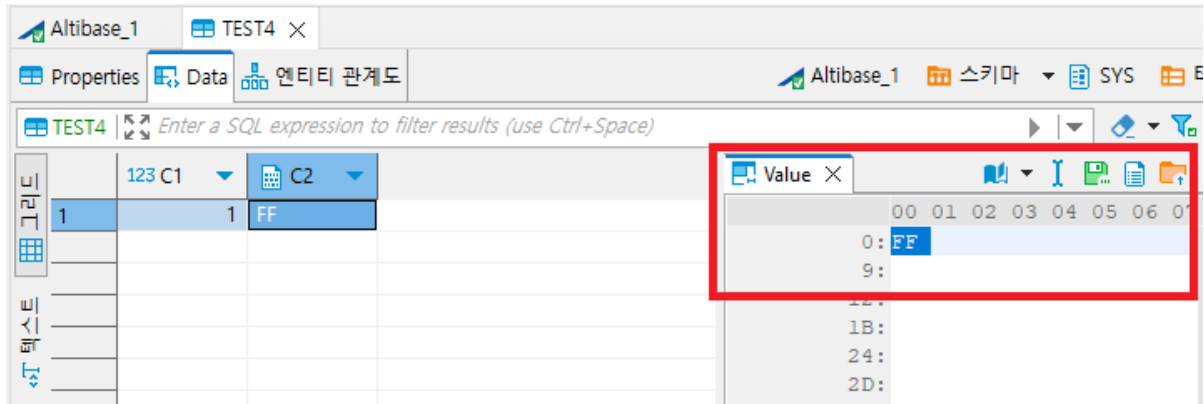 Altibase_1 TEST4
Properties Data 엔티티 관계도 Altibase_1 스키마 SYS
TEST4 Enter a SQL expression to filter results (use Ctrl+Space)
그리드
텍스트
123 C1 C2
1 1 FF
Value
00 01 02 03 04 05 06 07
0: FF
9:
1B:
24:
2D: